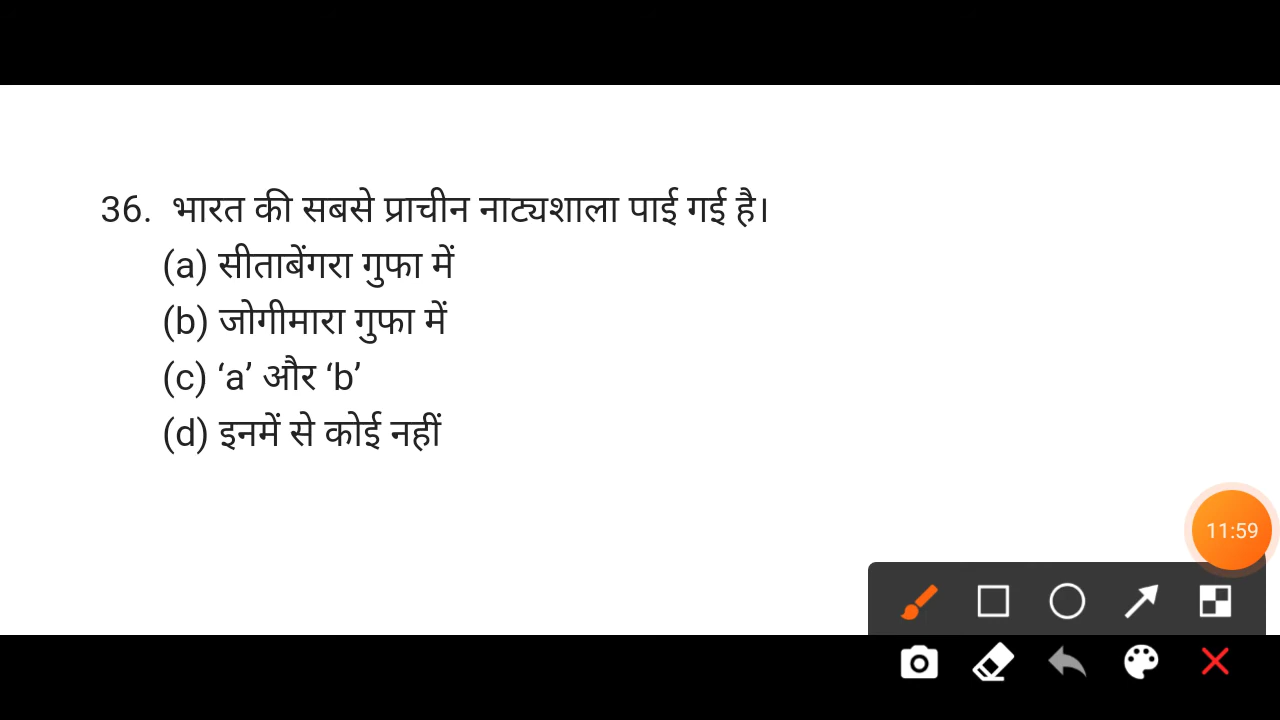 36. भारत की सबसे प्राचीन नाट्यशाला पाई गई है।
(a) सीताबेंगरा गुफा में
(b) जोगीमारा गुफा में
(c) ‘a’ और ‘b’
(d) इनमें से कोई नहीं
11:59